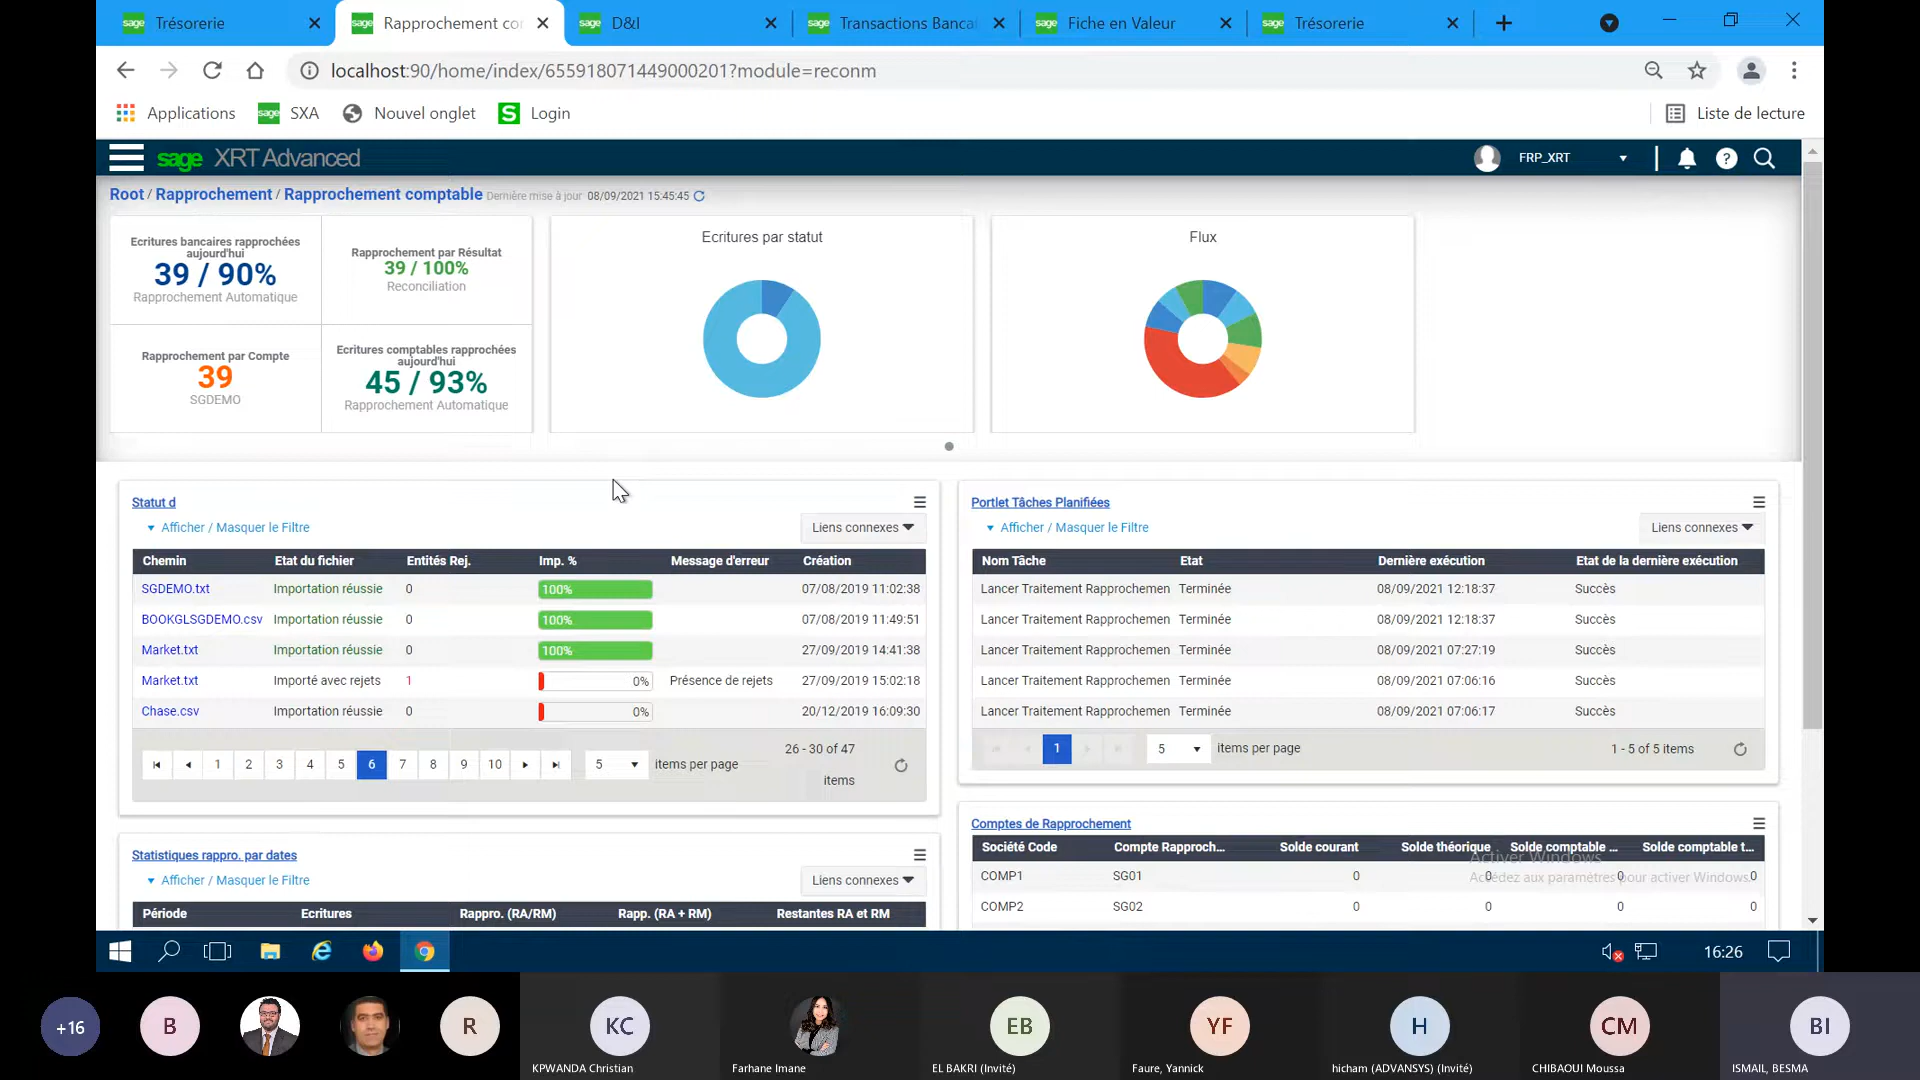 sage Trésorerie
sage Rapprochement co
sage D&I
sage Transactions Banca
sage Fiche en Valeur
sage Trésorerie
localhost:90/home/index/655918071449000201?module=reconm
Applications
sage SXA
Nouvel onglet
S Login
Liste de lecture
sage XRT Advanced
FRP_XRT
?
Root / Rapprochement / Rapprochement comptable Dernière mise à jour 08/09/2021 15:45:45
Ecritures bancaires rapprochées
aujourd'hui
39 / 90%
Rapprochement Automatique
Rapprochement par Résultat
39 / 100%
Reconciliation
Rapprochement par Compte
39
SGDEMO
Ecritures comptables rapprochées
aujourd'hui
45 / 93%
Rapprochement Automatique
Ecritures par statut
Flux
Statut d
Afficher / Masquer le Filtre
Liens connexes
Chemin Etat du fichier Entités Rej. Imp. % Message d'erreur Création
SGDEMO.txt Importation réussie 0 100% 07/08/2019 11:02:38
BOOKGLSGDEMO.csv Importation réussie 0 100% 07/08/2019 11:49:51
Market.txt Importation réussie 0 100% 27/09/2019 14:41:38
Market.txt Importé avec rejets 1 0% Présence de rejets 27/09/2019 15:02:18
Chase.csv Importation réussie 0 0% 20/12/2019 16:09:30
1 2 3 4 5 6 7 8 9 10 5 items per page
26 - 30 of 47
items
Portlet Tâches Planifiées
Afficher / Masquer le Filtre
Liens connexes
Nom Tâche Etat Dernière exécution Etat de la dernière exécution
Lancer Traitement Rapprochemen Terminée 08/09/2021 12:18:37 Succès
Lancer Traitement Rapprochemen Terminée 08/09/2021 12:18:37 Succès
Lancer Traitement Rapprochemen Terminée 08/09/2021 07:27:19 Succès
Lancer Traitement Rapprochemen Terminée 08/09/2021 07:06:16 Succès
Lancer Traitement Rapprochemen Terminée 08/09/2021 07:06:17 Succès
1 5 items per page 1 - 5 of 5 items
Statistiques rappro. par dates
Afficher / Masquer le Filtre
Liens connexes
Période Ecritures Rappro. (RA/RM) Rapp. (RA + RM) Restantes RA et RM
Comptes de Rapprochement
Société Code Compte Rapproch... Solde courant Solde théorique Solde comptable ... Solde comptable t...
Activer Windows
COMP1 SG01 0 0 0 0
Accédez aux paramètres pour activer Windows.
COMP2 SG02 0 0 0 0
16:26
+16
B
R
KC
KPWANDA Christian
Farhane Imane
EB
EL BAKRI (Invité)
YF
Faure, Yannick
H
hicham (ADVANSYS) (Invité)
CM
CHIBAOUI Moussa
BI
ISMAIL, BESMA